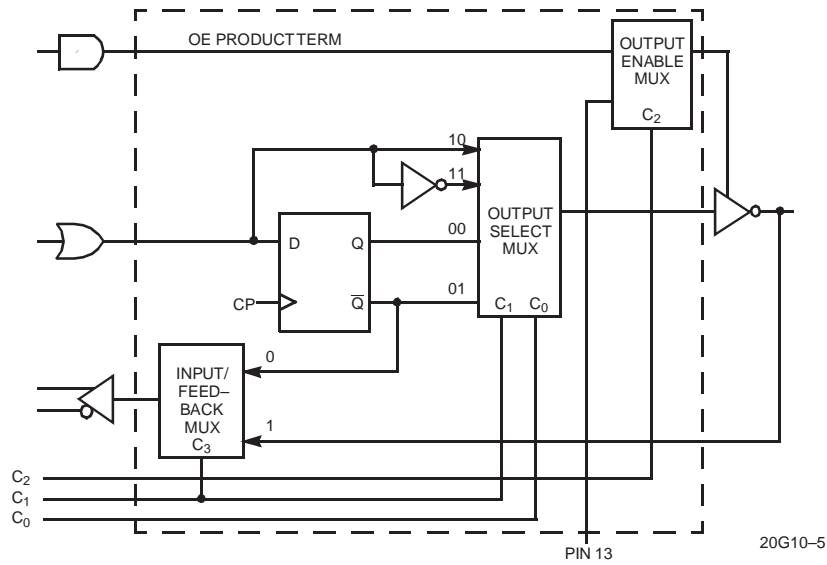 OE PRODUCTTERM
OUTPUT
ENABLE
MUX
C2
10
11
OUTPUT
SELECT
MUX
00
01
C1 C0
D Q
CP Q̅
0
INPUT/
FEED–
BACK
MUX
C3
1
C2
C1
C0
PIN 13
20G10–5